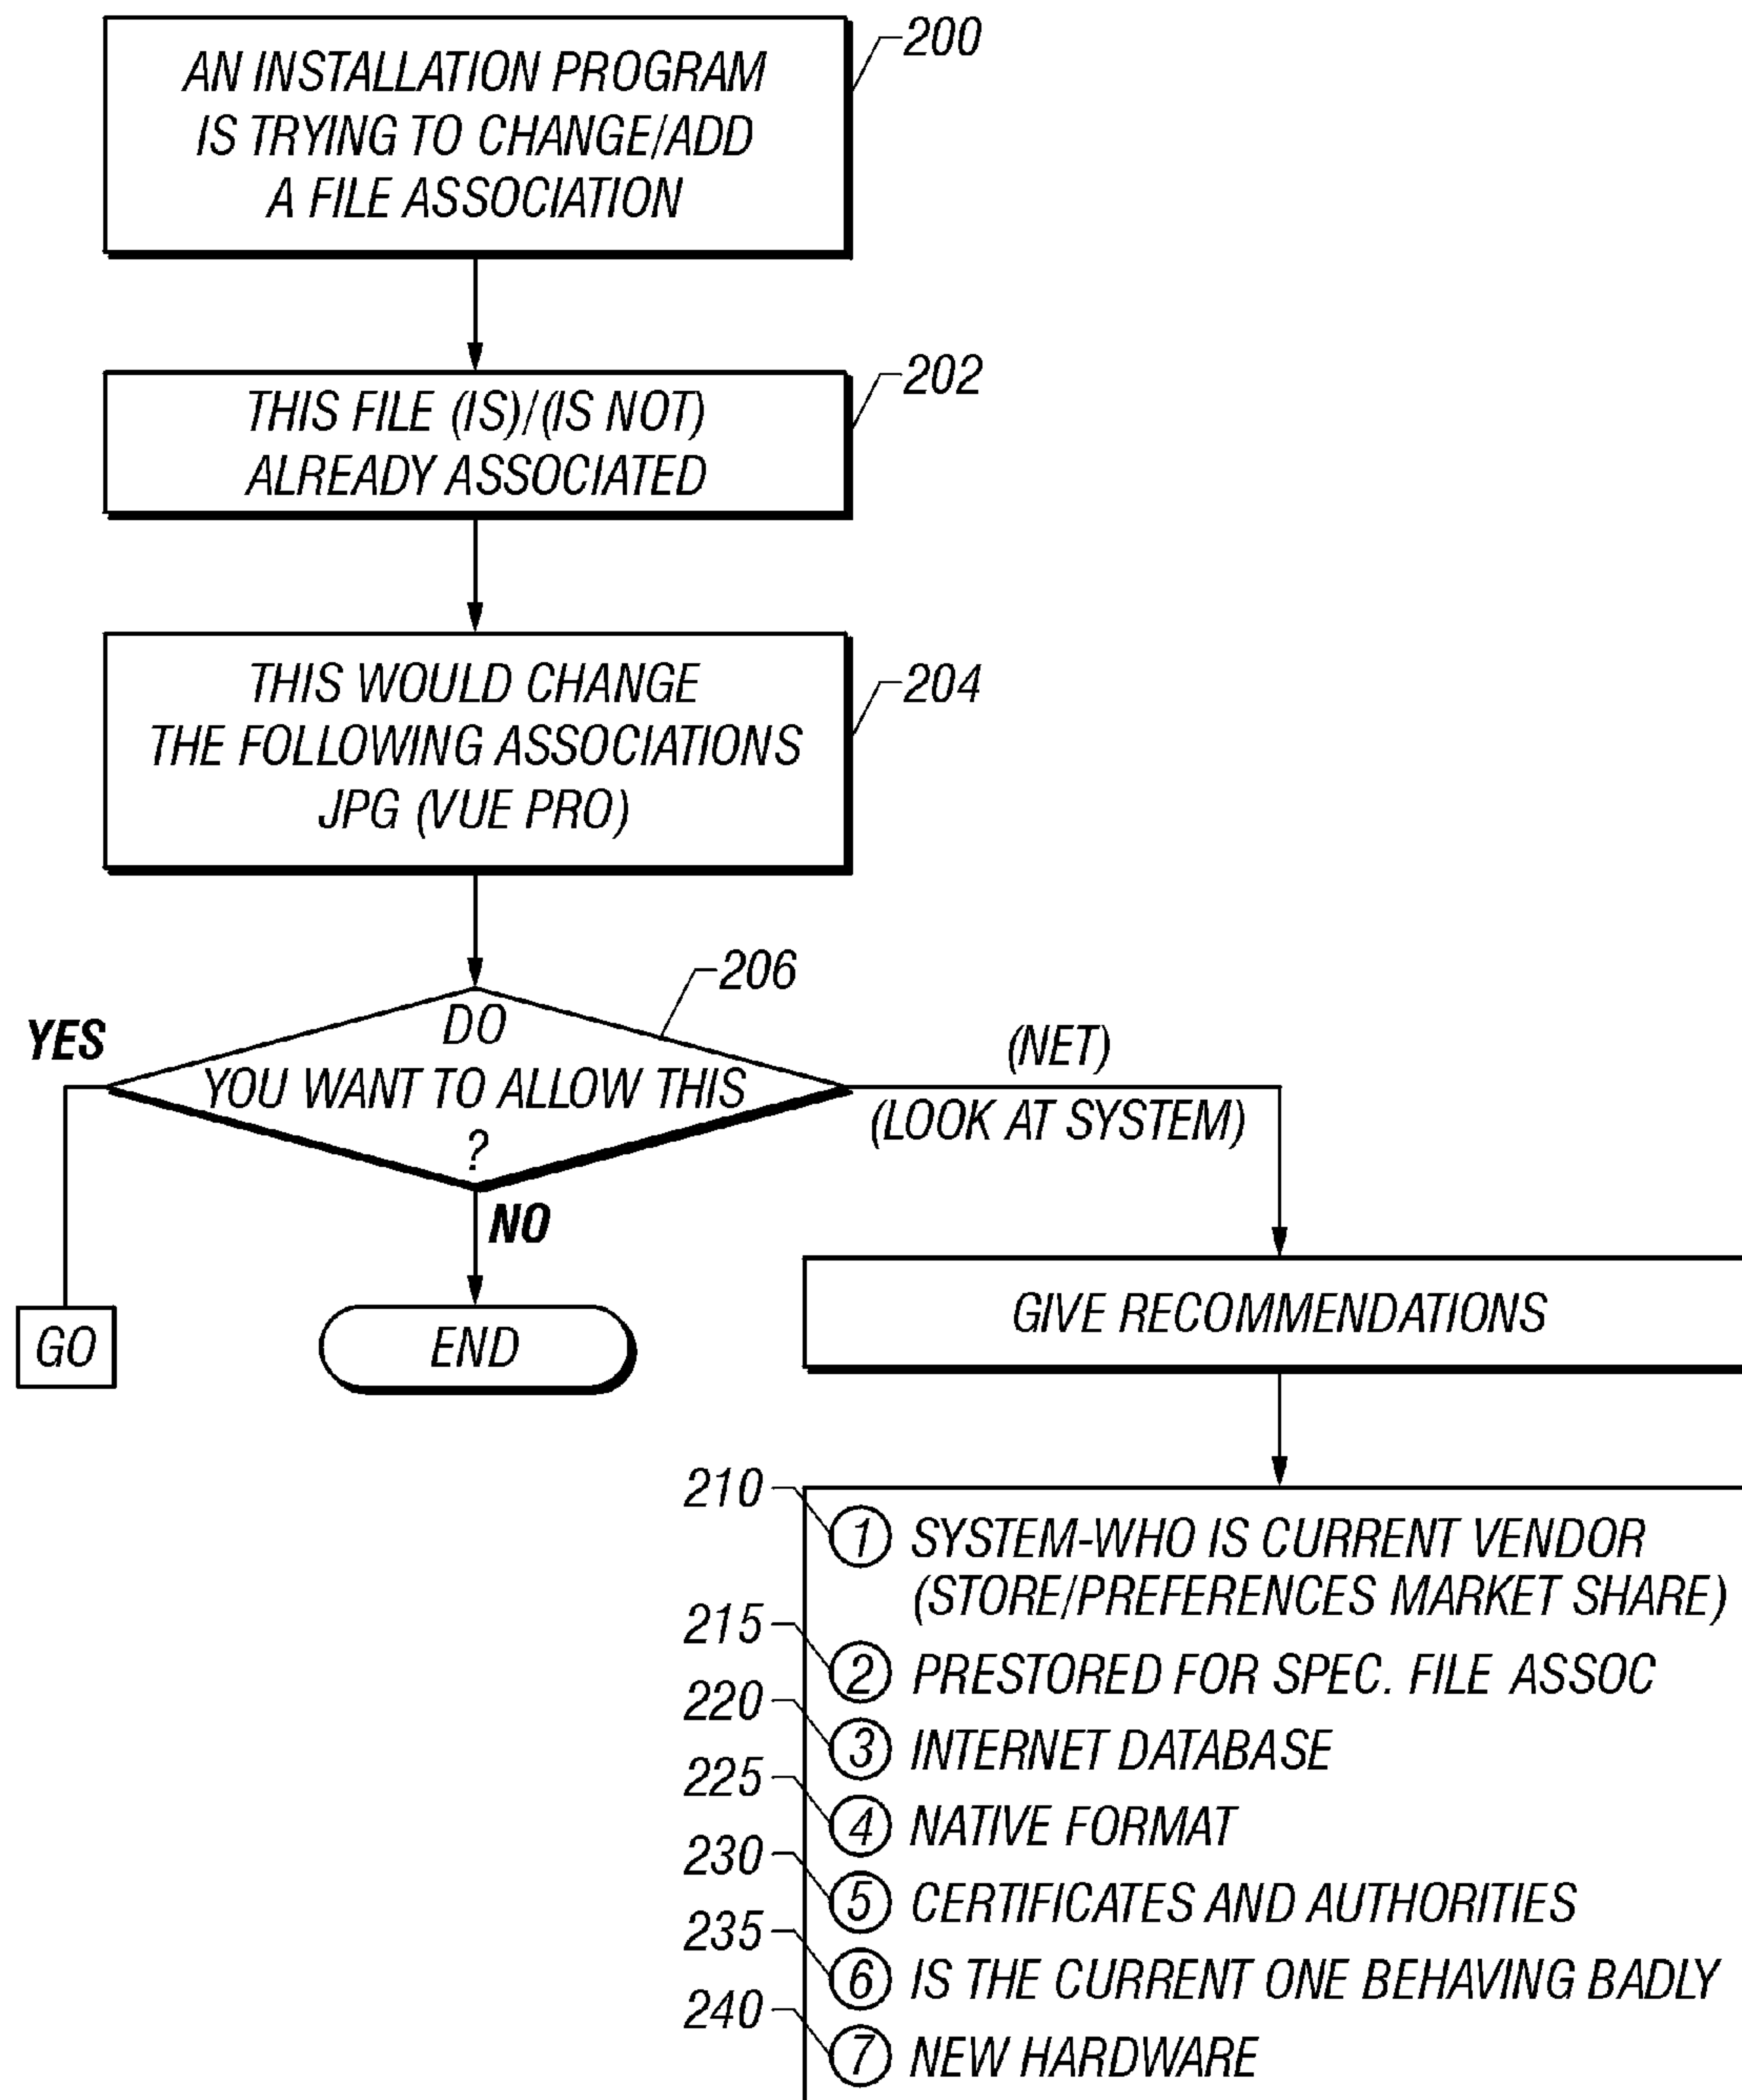 AN INSTALLATION PROGRAM
IS TRYING TO CHANGE/ADD
A FILE ASSOCIATION
200
THIS FILE (IS)/(IS NOT)
ALREADY ASSOCIATED
202
THIS WOULD CHANGE
THE FOLLOWING ASSOCIATIONS
JPG (VUE PRO)
204
206
DO
YOU WANT TO ALLOW THIS
?
YES
NO
(NET)
(LOOK AT SYSTEM)
GO
END
GIVE RECOMMENDATIONS
210
1 SYSTEM-WHO IS CURRENT VENDOR
(STORE/PREFERENCES MARKET SHARE)
215
2 PRESTORED FOR SPEC. FILE ASSOC
220
3 INTERNET DATABASE
225
4 NATIVE FORMAT
230
5 CERTIFICATES AND AUTHORITIES
235
6 IS THE CURRENT ONE BEHAVING BADLY
240
7 NEW HARDWARE